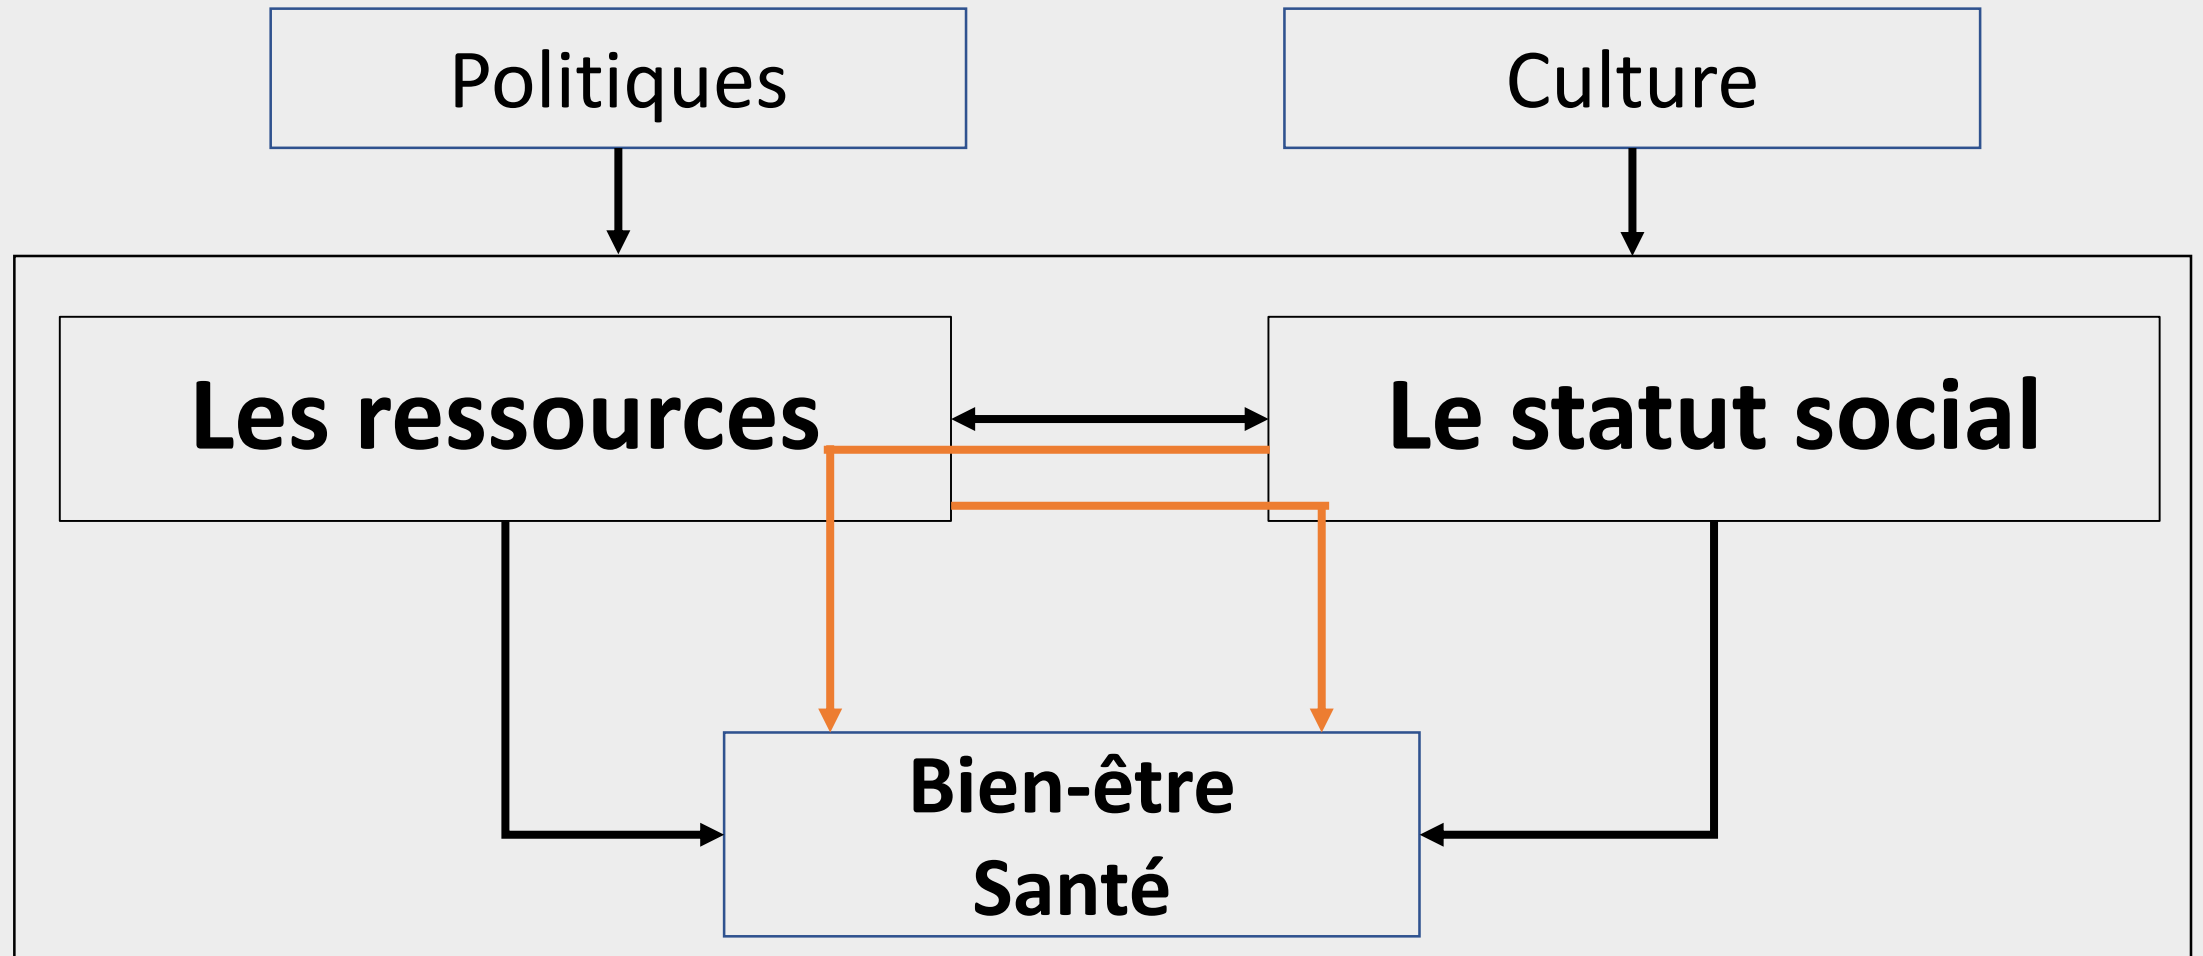 Politiques
Culture
Les ressources
Le statut social
Bien-être
Santé